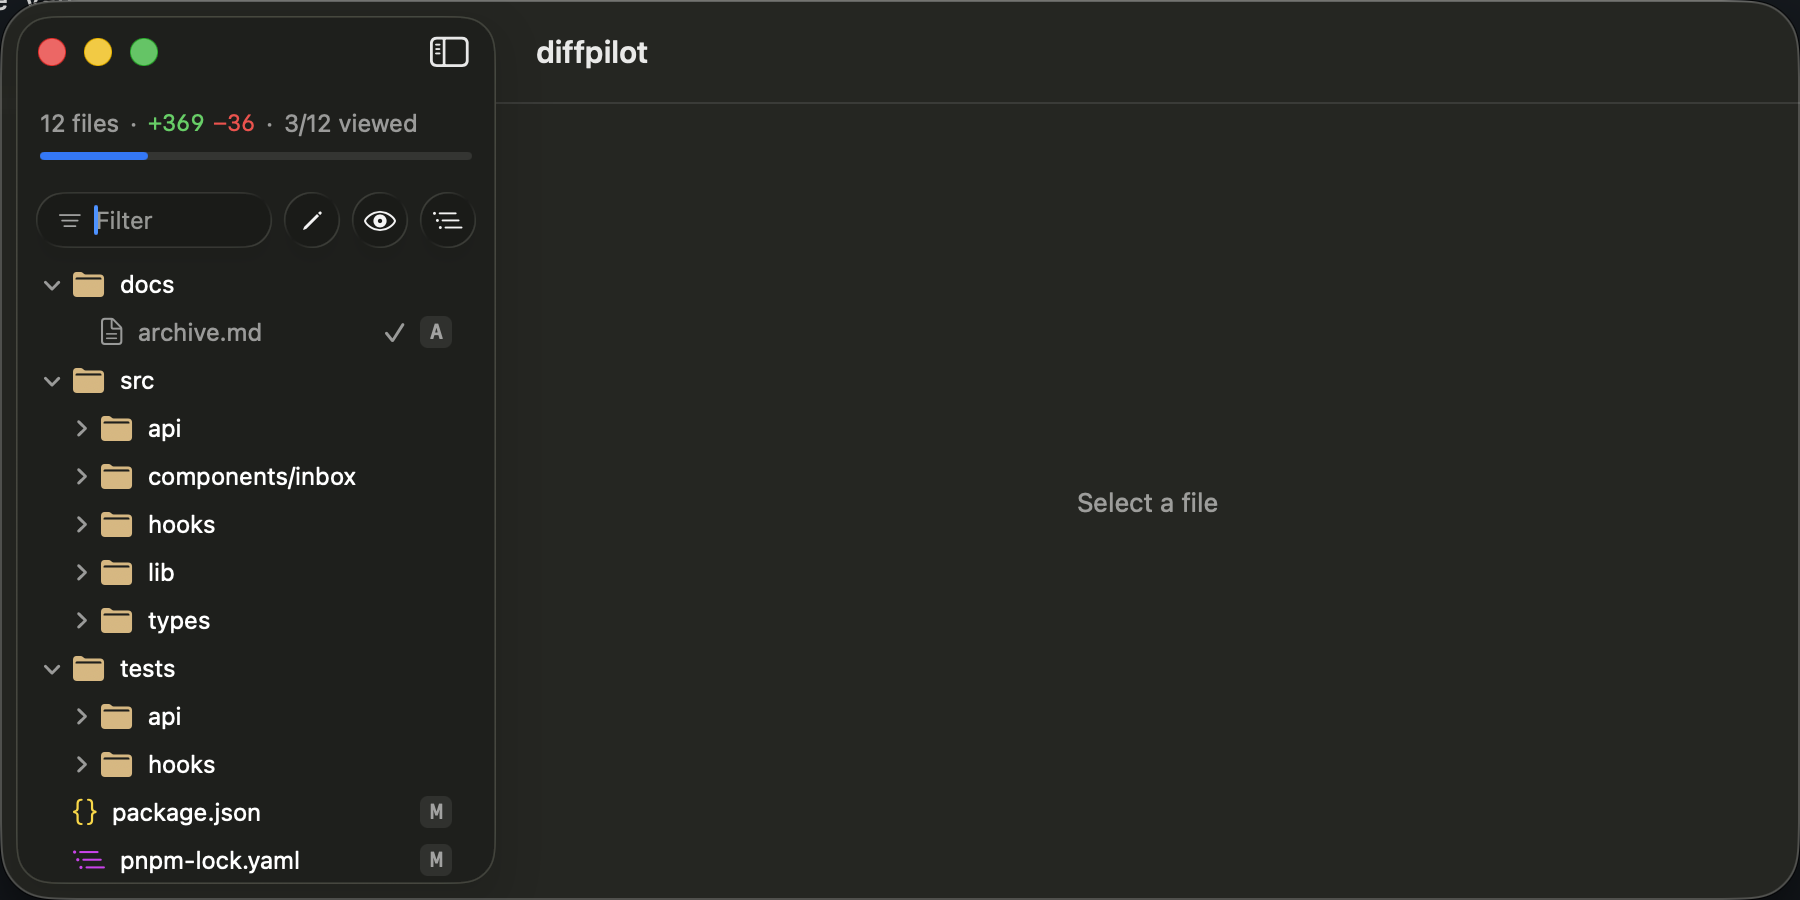 diffpilot
12 files · +369 −36 · 3/12 viewed
Filter
docs
archive.md A
src
api
components/inbox
hooks
lib
types
tests
api
hooks
package.json M
pnpm-lock.yaml M
Select a file